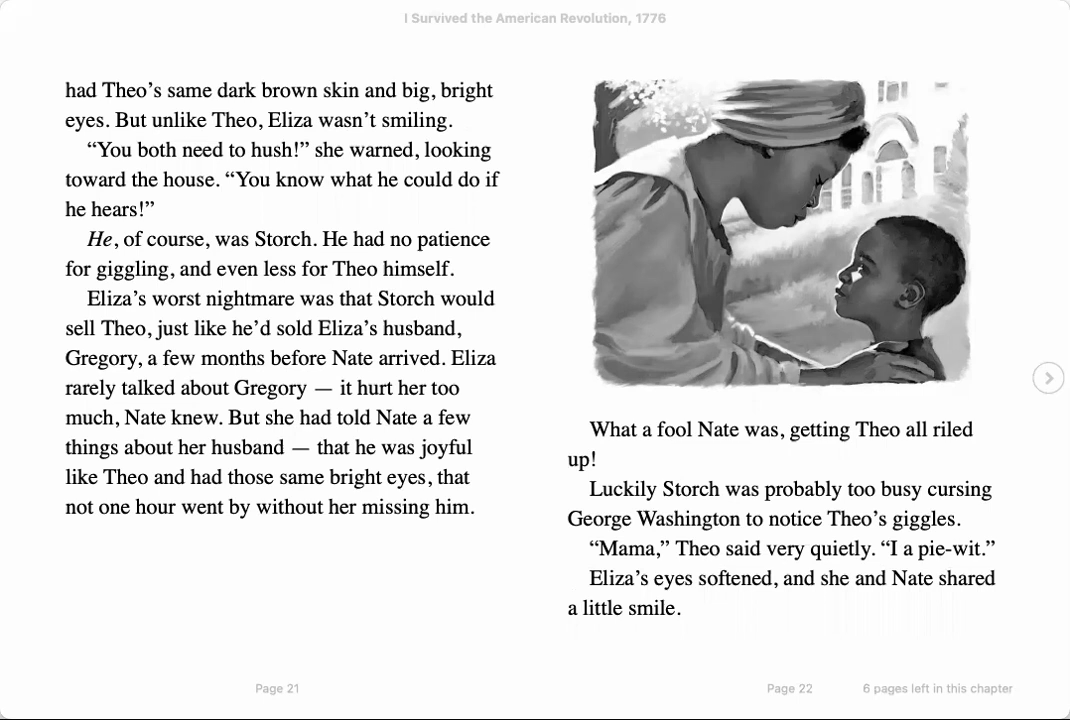 I Survived the American Revolution, 1776
had Theo’s same dark brown skin and big, bright
eyes. But unlike Theo, Eliza wasn’t smiling.
“You both need to hush!” she warned, looking
toward the house. “You know what he could do if
he hears!”
He, of course, was Storch. He had no patience
for giggling, and even less for Theo himself.
Eliza’s worst nightmare was that Storch would
sell Theo, just like he’d sold Eliza’s husband,
Gregory, a few months before Nate arrived. Eliza
rarely talked about Gregory — it hurt her too
much, Nate knew. But she had told Nate a few
things about her husband — that he was joyful
like Theo and had those same bright eyes, that
not one hour went by without her missing him.
Page 21
What a fool Nate was, getting Theo all riled
up!
Luckily Storch was probably too busy cursing
George Washington to notice Theo’s giggles.
“Mama,” Theo said very quietly. “I a pie-wit.”
Eliza’s eyes softened, and she and Nate shared
a little smile.
Page 22
6 pages left in this chapter